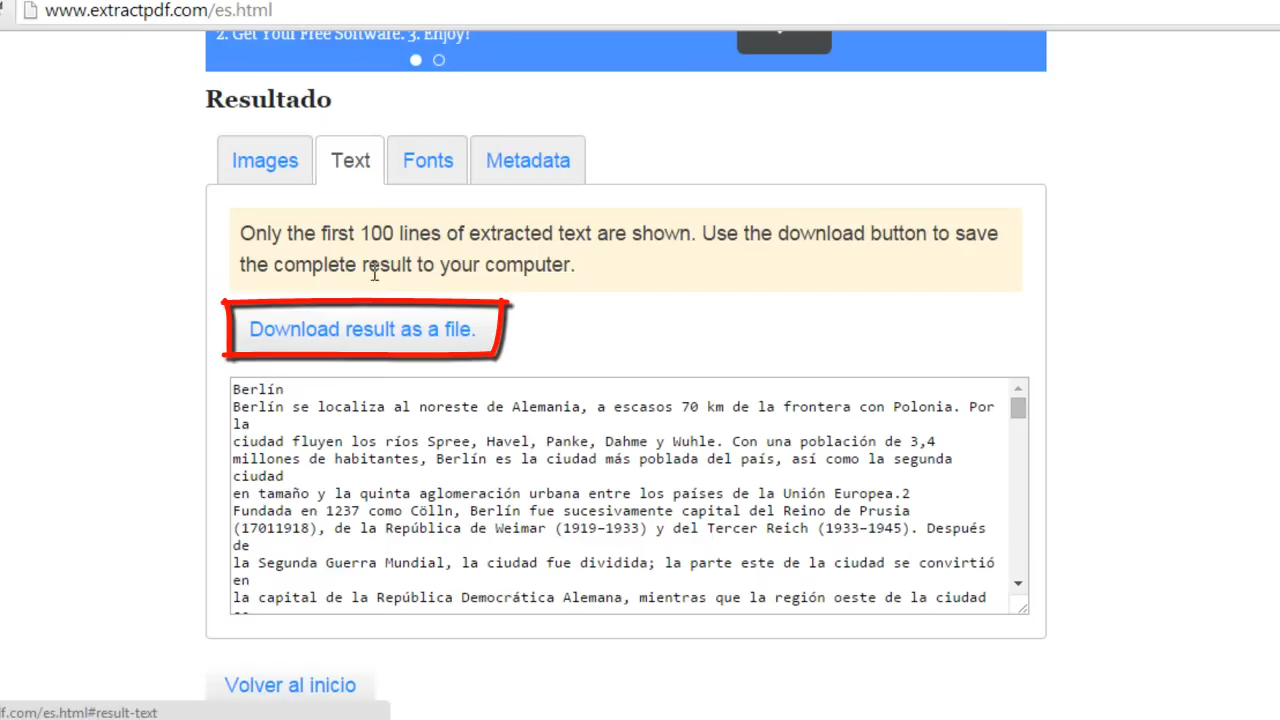 www.extractpdf.com/es.html
2. Get Your Free Software. 3. Enjoy!
Resultado
Images Text Fonts Metadata
Only the first 100 lines of extracted text are shown. Use the download button to save
the complete result to your computer.
Download result as a file.
Berlín
Berlín se localiza al noreste de Alemania, a escasos 70 km de la frontera con Polonia. Por
la
ciudad fluyen los ríos Spree, Havel, Panke, Dahme y Wuhle. Con una población de 3,4
millones de habitantes, Berlín es la ciudad más poblada del país, así como la segunda
ciudad
en tamaño y la quinta aglomeración urbana entre los países de la Unión Europea.2
Fundada en 1237 como Cölln, Berlín fue sucesivamente capital del Reino de Prusia
(17011918), de la República de Weimar (1919–1933) y del Tercer Reich (1933–1945). Después
de
la Segunda Guerra Mundial, la ciudad fue dividida; la parte este de la ciudad se convirtió
en
la capital de la República Democrática Alemana, mientras que la región oeste de la ciudad
Volver al inicio
df.com/es.html#result-text